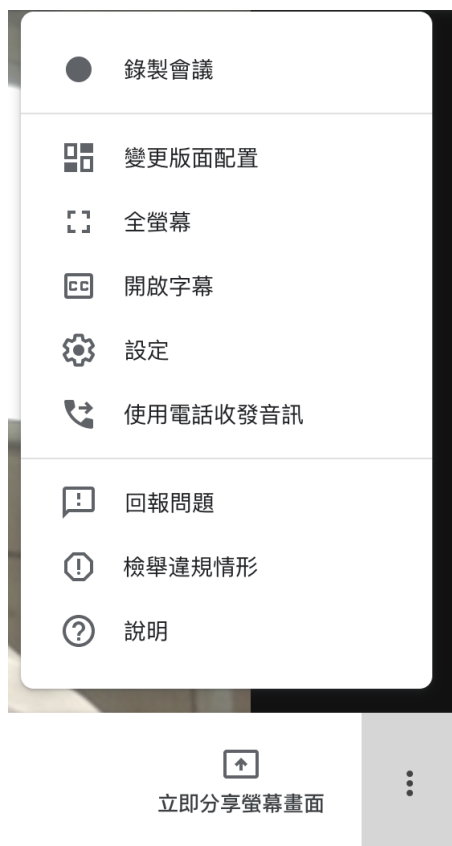 錄製會議
變更版面配置
全螢幕
CC
開啟字幕
設定
使用電話收發音訊
回報問題
檢舉違規情形
說明
立即分享螢幕畫面